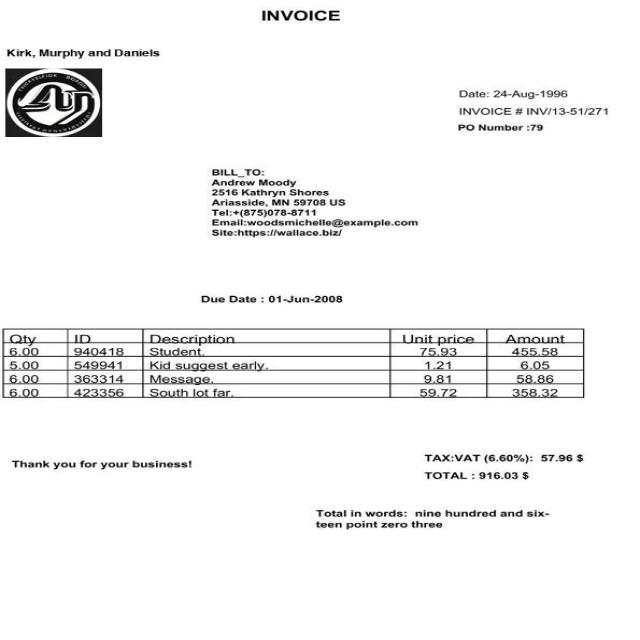 INVOICE
Kirk, Murphy and Daniels
Date: 24-Aug-1996
INVOICE # INV/13-51/271
PO Number :79
BILL_TO:
Andrew Moody
2516 Kathryn Shores
Ariasside, MN 59708 US
Tel:+(875)078-8711
Email:woodsmichelle@example.com
Site:https://wallace.biz/
Due Date : 01-Jun-2008
Qty ID Description Unit price Amount
6.00 940418 Student. 75.93 455.58
5.00 549941 Kid suggest early. 1.21 6.05
6.00 363314 Message. 9.81 58.86
6.00 423356 South lot far. 59.72 358.32
TAX:VAT (6.60%): 57.96 $
Thank you for your business!
TOTAL : 916.03 $
Total in words: nine hundred and six-
teen point zero three